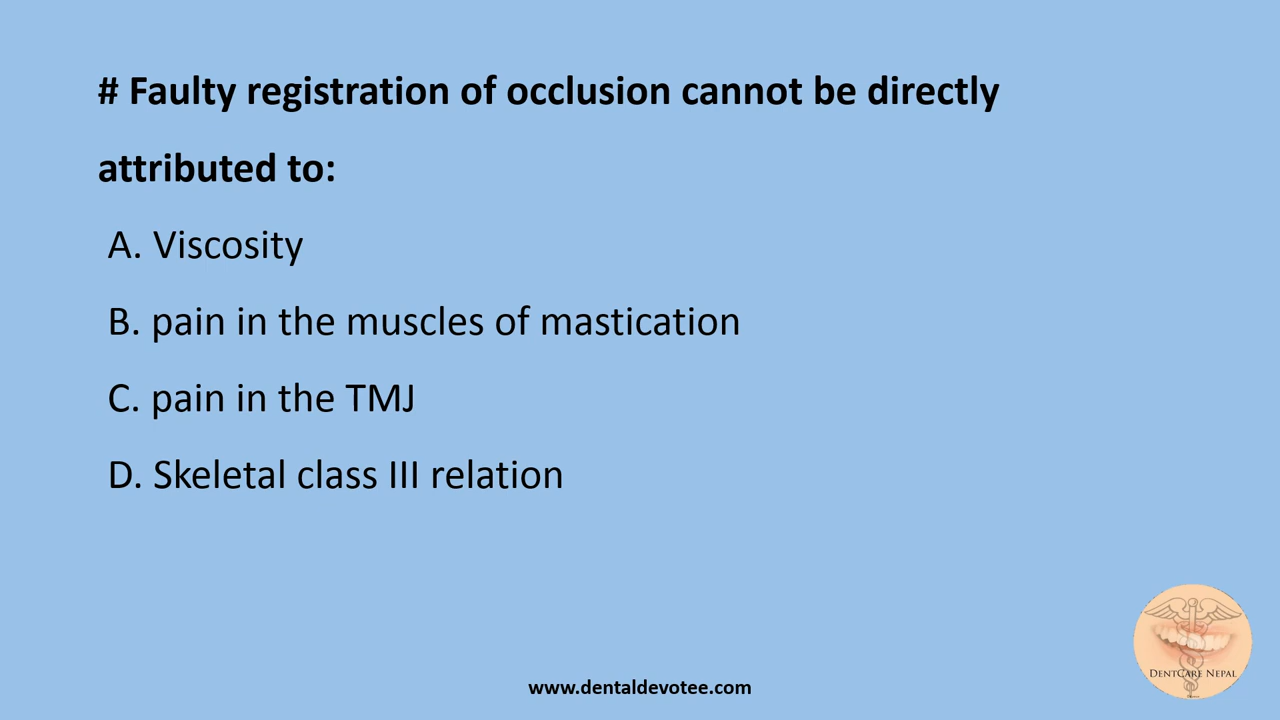 # Faulty registration of occlusion cannot be directly
attributed to:
A. Viscosity
B. pain in the muscles of mastication
C. pain in the TMJ
D. Skeletal class III relation
DENTCARE NEPAL
www.dentaldevotee.com